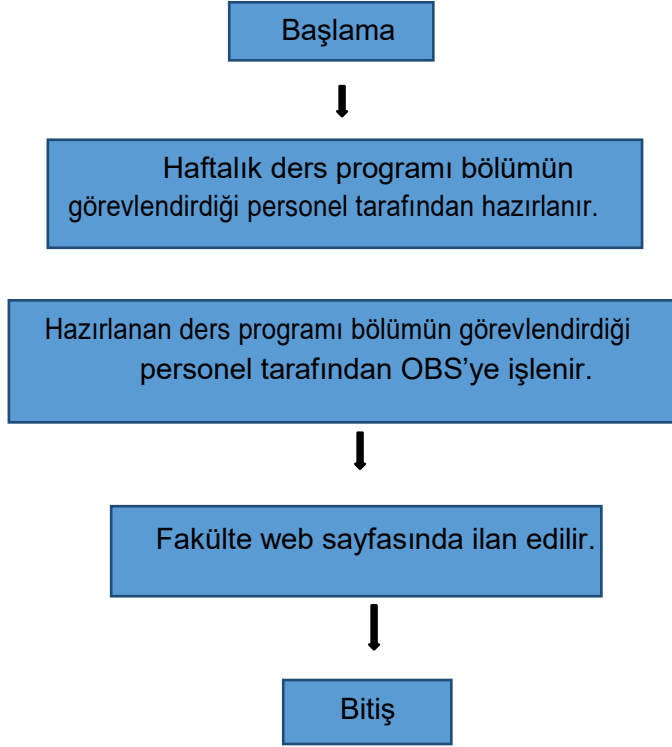 Başlama
Haftalık ders programı bölümün
görevlendirdiği personel tarafından hazırlanır.
Hazırlanan ders programı bölümün görevlendirdiği
personel tarafından OBS’ye işlenir.
Fakülte web sayfasında ilan edilir.
Bitiş